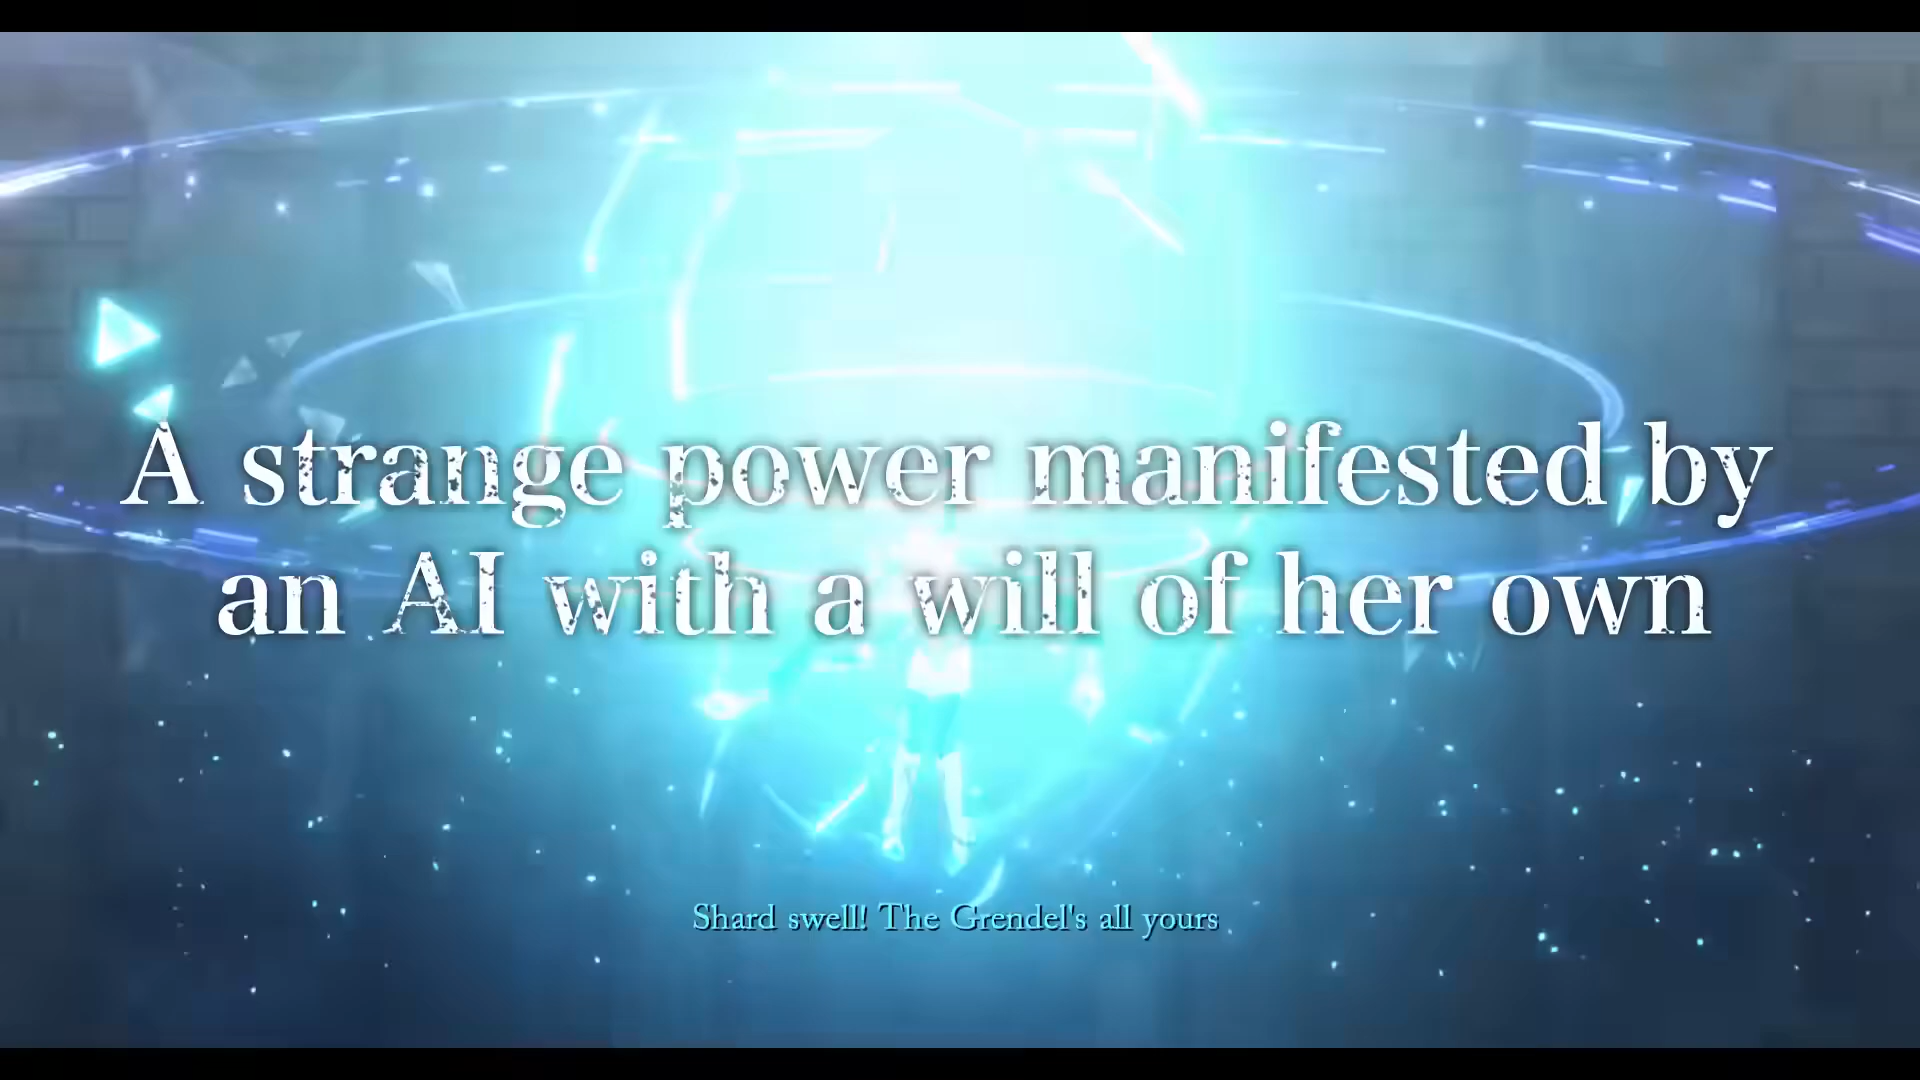 A strange power manifested by
an AI with a will of her own
Shard swell! The Grendel's all yours